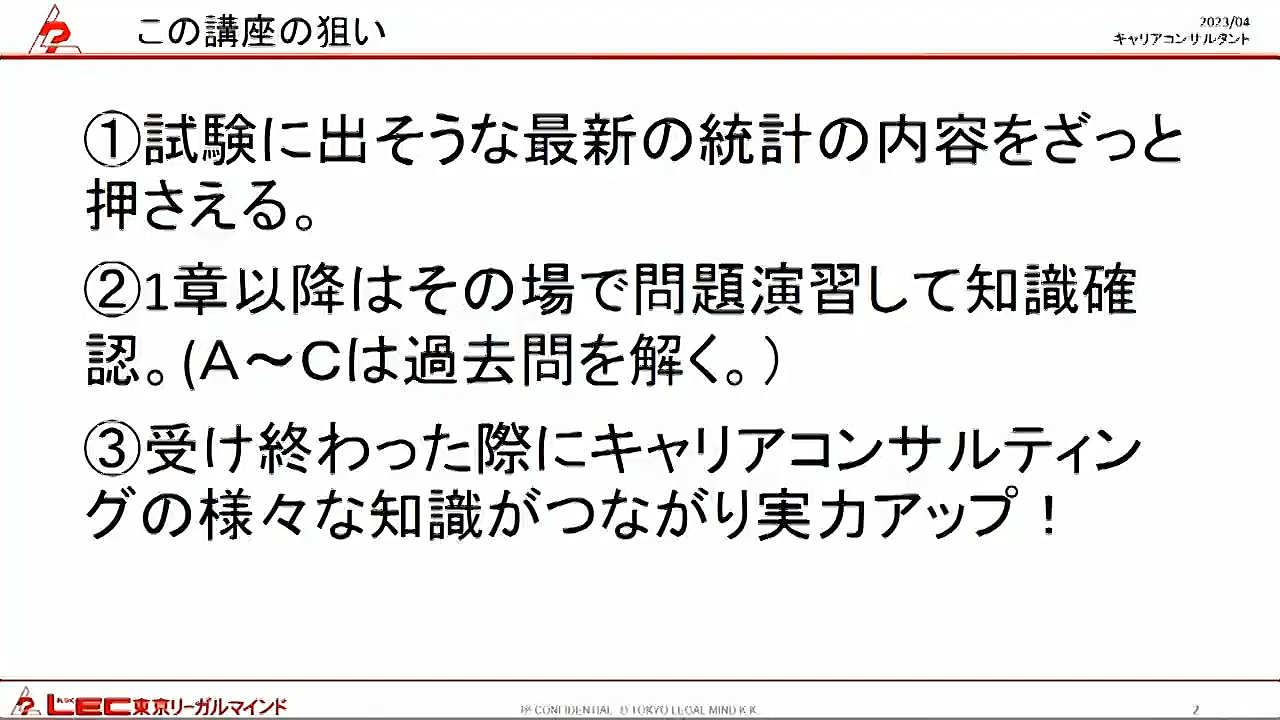 この講座の狙い
2023/04
キャリアコンサルタント
①試験に出そうな最新の統計の内容をざっと
押さえる。
②1章以降はその場で問題演習して知識確
認。(A～Cは過去問を解く。)
③受け終わった際にキャリアコンサルティン
グの様々な知識がつながり実力アップ！
LEC東京リーガルマインド
CONFIDENTIAL © TOKYO LEGAL MIND K.K.
2